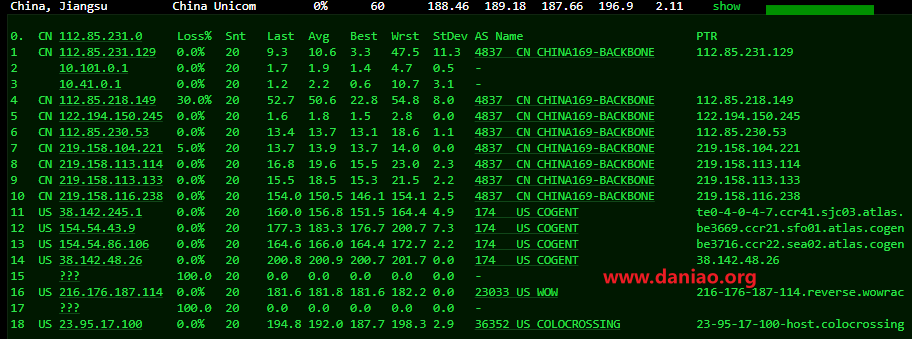 China, Jiangsu China Unicom 0% 60 188.46 189.18 187.66 196.9 2.11 show
0. CN 112.85.231.0 Loss% Snt Last Avg Best Wrst StDev AS Name PTR
1 CN 112.85.231.129 0.0% 20 9.3 10.6 3.3 47.5 11.3 4837 CN CHINA169-BACKBONE 112.85.231.129
2 10.101.0.1 0.0% 20 1.7 1.9 1.4 4.7 0.5 -
3 10.41.0.1 0.0% 20 1.2 2.2 0.6 10.7 3.1 -
4 CN 112.85.218.149 30.0% 20 52.7 50.6 22.8 54.8 8.0 4837 CN CHINA169-BACKBONE 112.85.218.149
5 CN 122.194.150.245 0.0% 20 1.6 1.8 1.5 2.8 0.0 4837 CN CHINA169-BACKBONE 122.194.150.245
6 CN 112.85.230.53 0.0% 20 13.4 13.7 13.1 18.6 1.1 4837 CN CHINA169-BACKBONE 112.85.230.53
7 CN 219.158.104.221 5.0% 20 13.7 13.9 13.7 14.0 0.0 4837 CN CHINA169-BACKBONE 219.158.104.221
8 CN 219.158.113.114 0.0% 20 16.8 19.6 15.5 23.0 2.3 4837 CN CHINA169-BACKBONE 219.158.113.114
9 CN 219.158.113.133 0.0% 20 15.5 18.5 15.3 21.5 2.2 4837 CN CHINA169-BACKBONE 219.158.113.133
10 CN 219.158.116.238 0.0% 20 154.0 150.5 146.1 154.1 2.5 4837 CN CHINA169-BACKBONE 219.158.116.238
11 US 38.142.245.1 0.0% 20 160.0 156.8 151.5 164.4 4.9 174 US COGENT te0-4-0-4-7.ccr41.sjc03.atlas.
12 US 154.54.43.9 0.0% 20 177.3 183.3 176.7 200.7 7.3 174 US COGENT be3669.ccr21.sfo01.atlas.cogen
13 US 154.54.86.106 0.0% 20 164.6 166.0 164.4 172.7 2.2 174 US COGENT be3716.ccr22.sea02.atlas.cogen
14 US 38.142.48.26 0.0% 20 200.8 200.9 200.7 201.7 0.0 174 US COGENT 38.142.48.26
15 ??? 100.0 20 0.0 0.0 0.0 0.0 0.0 -
www.daniao.org
16 US 216.176.187.114 0.0% 20 181.6 181.8 181.6 182.2 0.0 23033 US WOW 216-176-187-114.reverse.wowrac
17 ??? 100.0 20 0.0 0.0 0.0 0.0 0.0 -
18 US 23.95.17.100 0.0% 20 194.8 192.0 187.7 198.3 2.9 36352 US COLOCROSSING 23-95-17-100-host.colocrossing